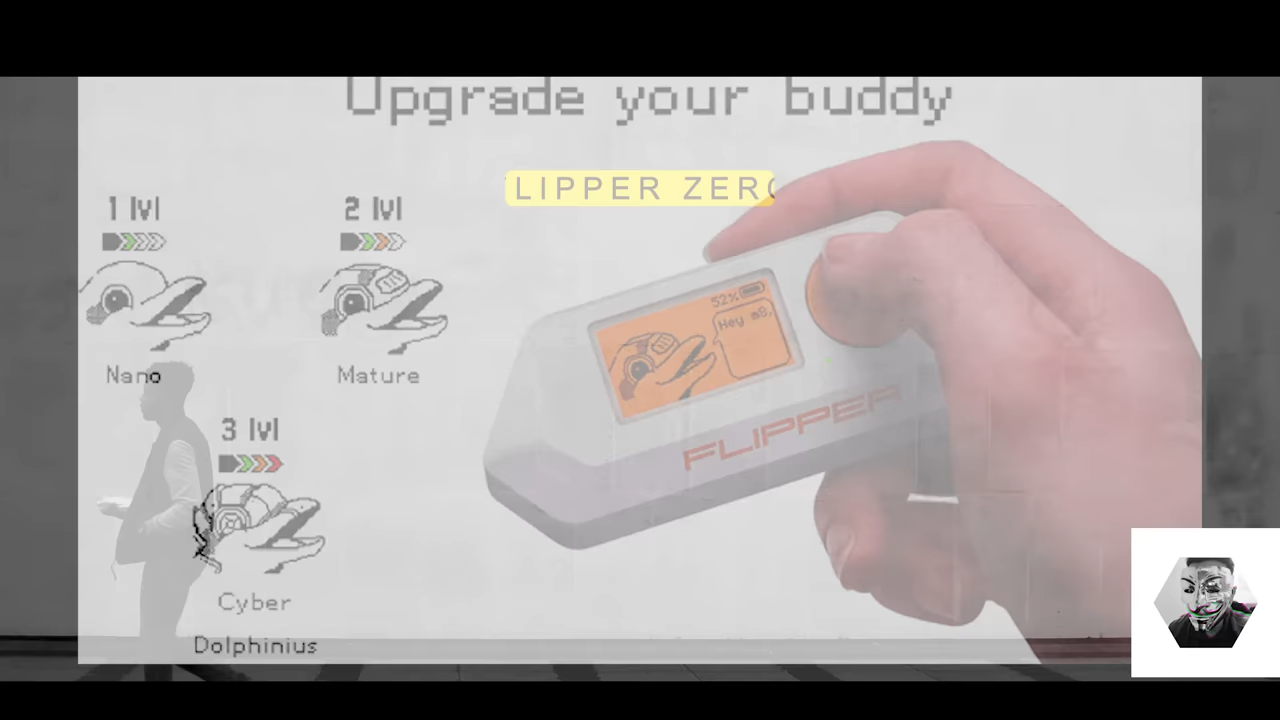 Upgrade your buddy
LIPPER ZERO
1 lvl
2 lvl
52%
Hey m8,
Nano
Mature
FLIPPER
3 lvl
Cyber
Dolphinius